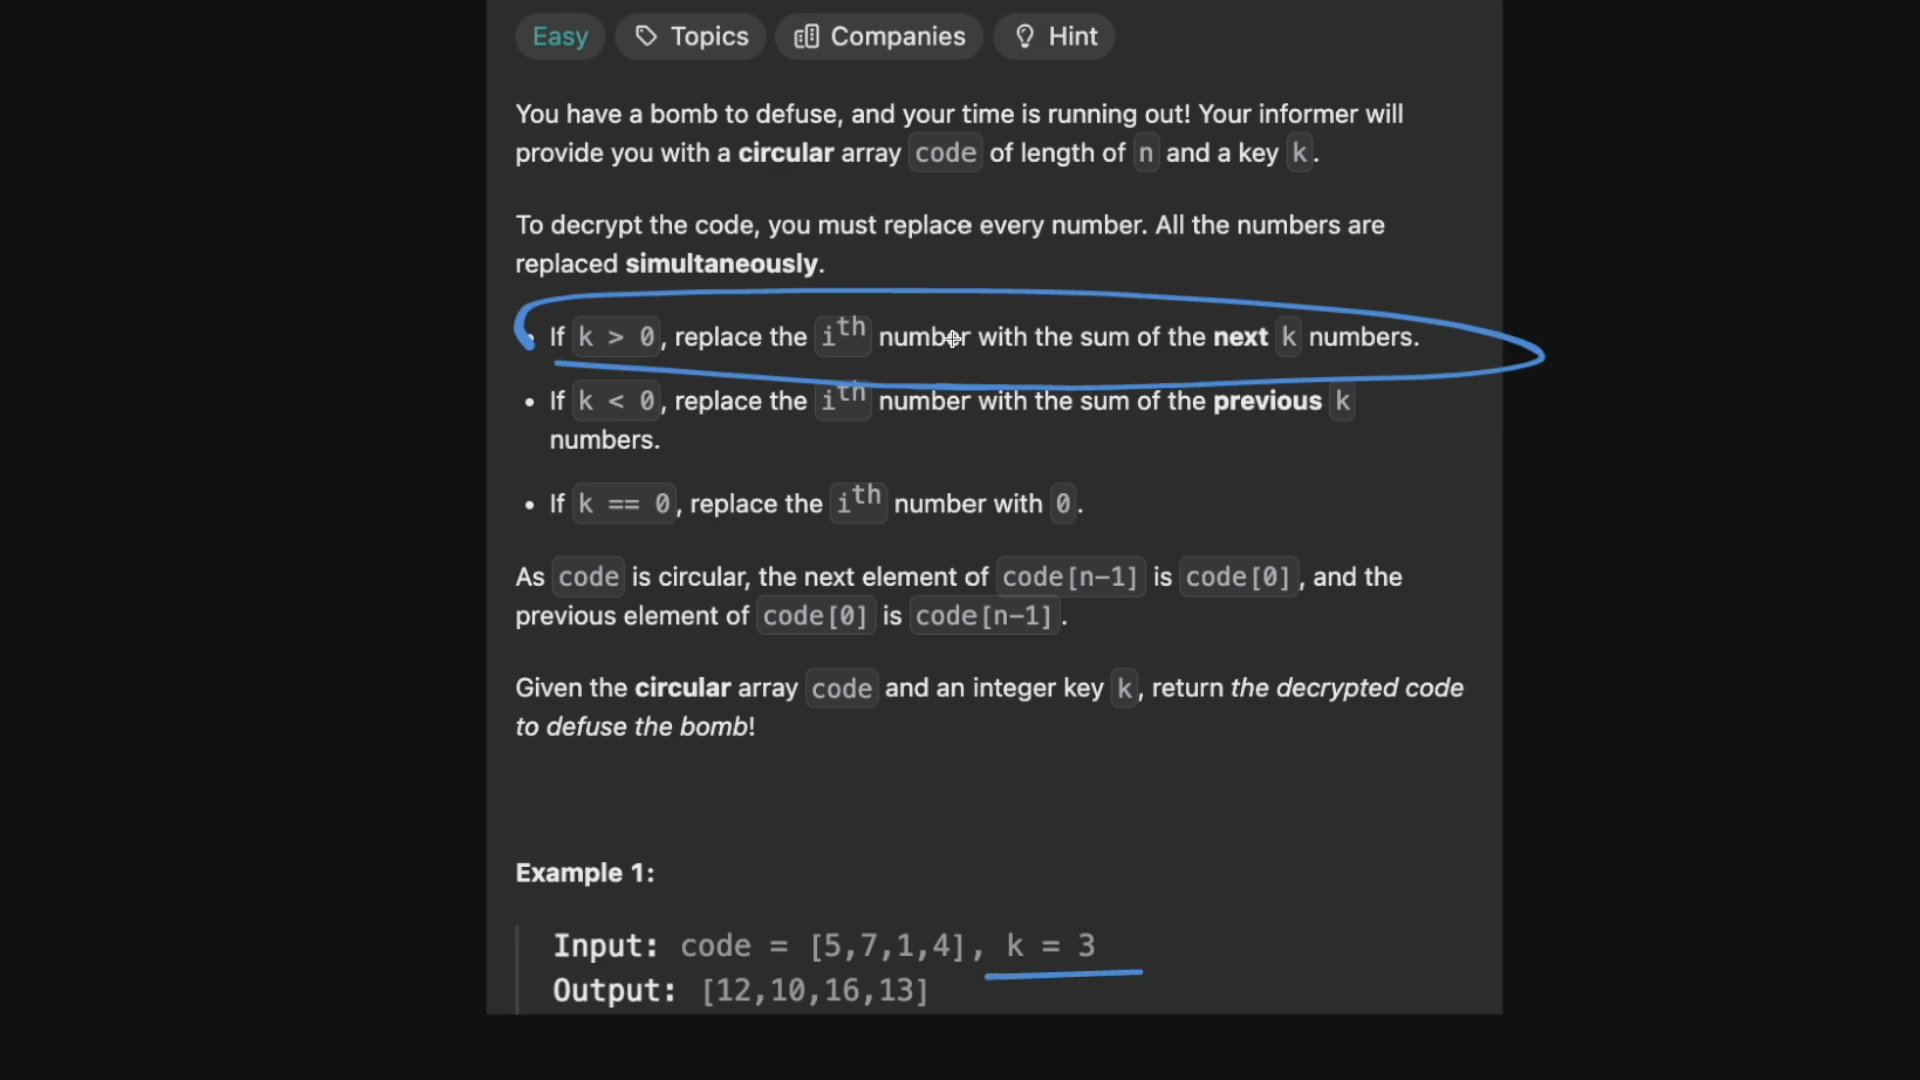 Easy Topics Companies Hint
You have a bomb to defuse, and your time is running out! Your informer will
provide you with a circular array code of length of n and a key k.
To decrypt the code, you must replace every number. All the numbers are
replaced simultaneously.
• If k > 0, replace the ith number with the sum of the next k numbers.
• If k < 0, replace the ith number with the sum of the previous k
numbers.
• If k == 0, replace the ith number with 0.
As code is circular, the next element of code[n-1] is code[0], and the
previous element of code[0] is code[n-1].
Given the circular array code and an integer key k, return the decrypted code
to defuse the bomb!
Example 1:
Input: code = [5,7,1,4], k = 3
Output: [12,10,16,13]